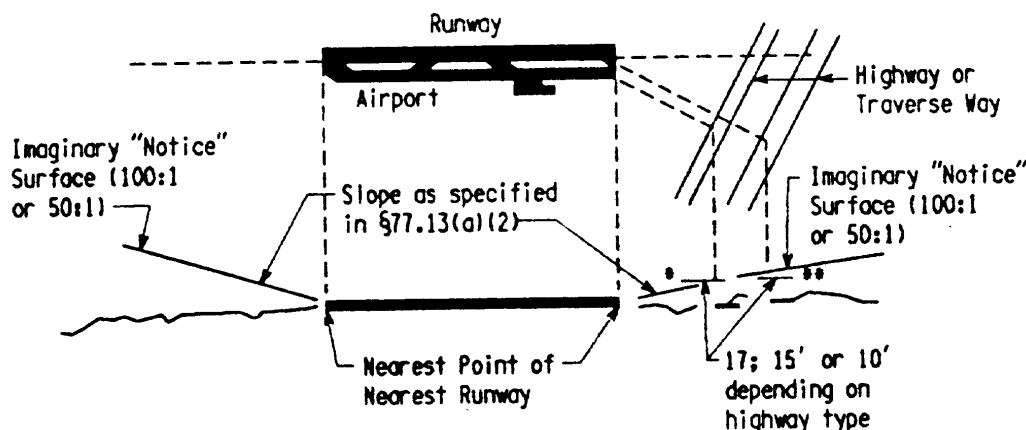 Runway
Airport
Highway or
Traverse Way
Imaginary "Notice"
Surface (100:1
or 50:1)
Slope as specified
in §77.13(a)(2)
Imaginary "Notice"
Surface (100:1
or 50:1)
*
**
Nearest Point of
Nearest Runway
17; 15' or 10'
depending on
highway type